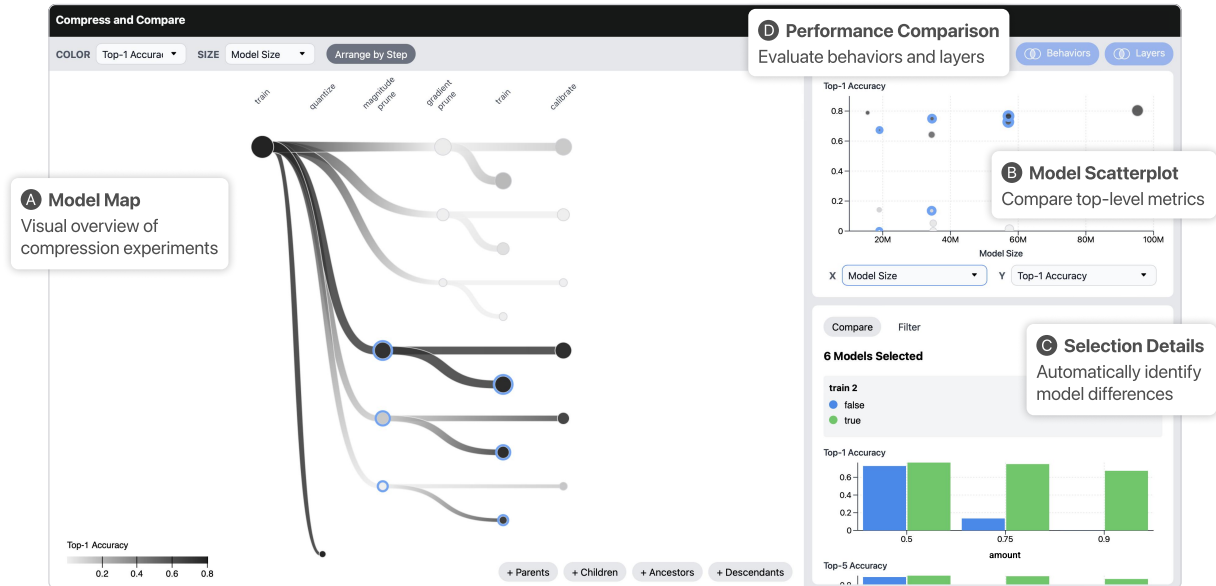 Compress and Compare
COLOR Top-1 Accura SIZE Model Size Arrange by Step
D Performance Comparison
Evaluate behaviors and layers
Behaviors Layers
train
quantize
magnitude
prune
gradient
prune
train
calibrate
A Model Map
Visual overview of
compression experiments
Top-1 Accuracy
0.2 0.4 0.6 0.8
+ Parents + Children + Ancestors + Descendants
Top-1 Accuracy
0.8
0.6
0.4
0.2
0
20M 40M 60M 80M 100M
Model Size
B Model Scatterplot
Compare top-level metrics
X Model Size Y Top-1 Accuracy
Compare Filter
6 Models Selected
C Selection Details
Automatically identify
model differences
train 2
false
true
Top-1 Accuracy
0.6
0.4
0.2
0
0.5 0.75 0.9
amount
Top-5 Accuracy